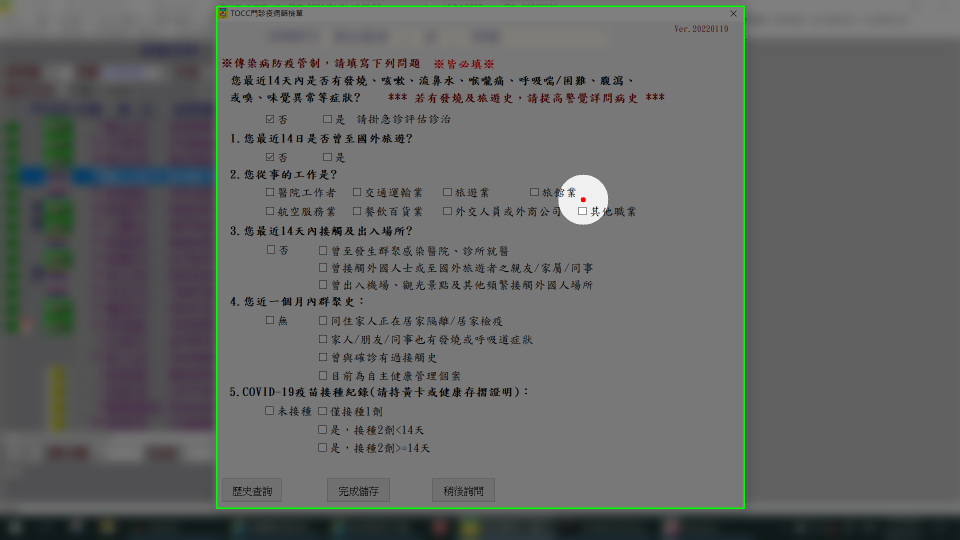 TOCC門診疫病篩檢單
Ver.20220119
※傳染病防疫管制，請填寫下列問題 ※皆必填※
您最近14天內是否有發燒、咳嗽、流鼻水、喉嚨痛、呼吸喘/困難、腹瀉、
或嗅、味覺異常等症狀? *** 若有發燒及旅遊史，請提高警覺詳問病史 ***
否 是 請掛急診評估診治
1.您最近14日是否曾至國外旅遊?
否 是
2.您從事的工作是?
醫院工作者 交通運輸業 旅遊業 旅館業
航空服務業 餐飲百貨業 外交人員或外商公司 其他職業
3.您最近14天內接觸及出入場所?
否 曾至發生群聚感染醫院、診所就醫
曾接觸外國人士或至國外旅遊者之親友/家屬/同事
曾出入機場、觀光景點及其他頻繁接觸外國人場所
4.您近一個月內群聚史：
無 同住家人正在居家隔離/居家檢疫
家人/朋友/同事也有發燒或呼吸道症狀
曾與確診有過接觸史
目前為自主健康管理個案
5.COVID-19疫苗接種紀錄(請持黃卡或健康存摺證明)：
未接種 僅接種1劑
是，接種2劑<14天
是，接種2劑>=14天
歷史查詢 完成儲存 稍後詢問